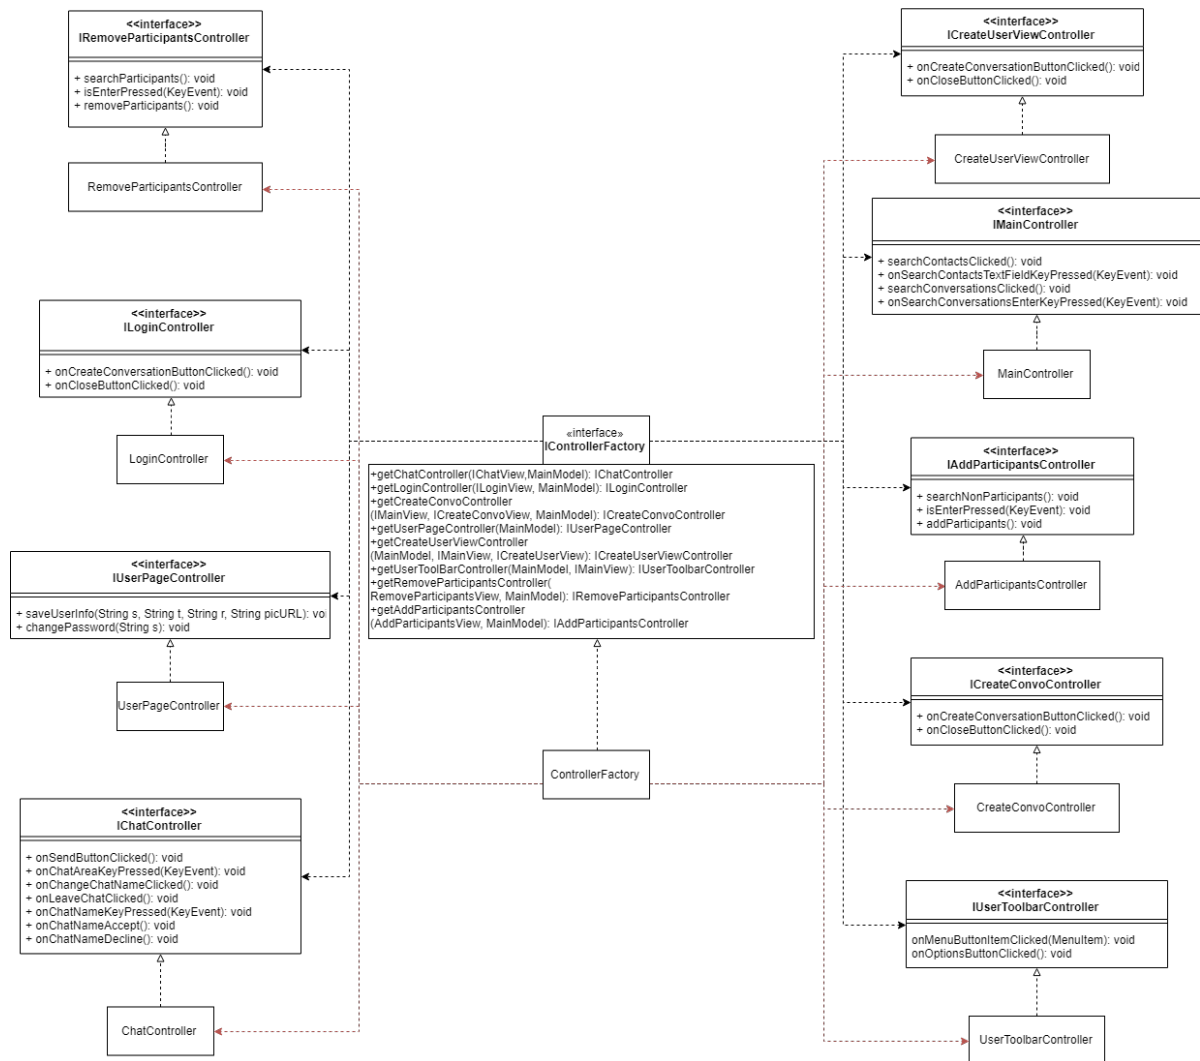 <<interface>>
IRemoveParticipantsController
+ searchParticipants(): void
+ isEnterPressed(KeyEvent): void
+ removeParticipants(): void
RemoveParticipantsController
<<interface>>
ILoginController
+ onCreateConversationButtonClicked(): void
+ onCloseButtonClicked(): void
LoginController
<<interface>>
IUserPageController
+ saveUserInfo(String s, String t, String r, String picURL): voi
+ changePassword(String s): void
UserPageController
<<interface>>
IChatController
+ onSendButtonClicked(): void
+ onChatAreaKeyPressed(KeyEvent): void
+ onChangeChatNameClicked(): void
+ onLeaveChatClicked(): void
+ onChatNameKeyPressed(KeyEvent): void
+ onChatNameAccept(): void
+ onChatNameDecline(): void
ChatController
«interface»
IControllerFactory
+getChatController(IChatView,MainModel): IChatController
+getLoginController(ILoginView, MainModel): ILoginController
+getCreateConvoController
(IMainView, ICreateConvoView, MainModel): ICreateConvoController
+getUserPageController(MainModel): IUserPageController
+getCreateUserViewController
(MainModel, IMainView, ICreateUserView): ICreateUserViewController
+getUserToolBarController(MainModel, IMainView): IUserToolbarController
+getRemoveParticipantsController(
RemoveParticipantsView, MainModel): IRemoveParticipantsController
+getAddParticipantsController
(AddParticipantsView, MainModel): IAddParticipantsController
ControllerFactory
<<interface>>
ICreateUserViewController
+ onCreateConversationButtonClicked(): void
+ onCloseButtonClicked(): void
CreateUserViewController
<<interface>>
IMainController
+ searchContactsClicked(): void
+ onSearchContactsTextFieldKeyPressed(KeyEvent): void
+ searchConversationsClicked(): void
+ onSearchConversationsEnterKeyPressed(KeyEvent): void
MainController
<<interface>>
IAddParticipantsController
+ searchNonParticipants(): void
+ isEnterPressed(KeyEvent): void
+ addParticipants(): void
AddParticipantsController
<<interface>>
ICreateConvoController
+ onCreateConversationButtonClicked(): void
+ onCloseButtonClicked(): void
CreateConvoController
<<interface>>
IUserToolbarController
onMenuButtonItemClicked(MenuItem): void
onOptionsButtonClicked(): void
UserToolbarController